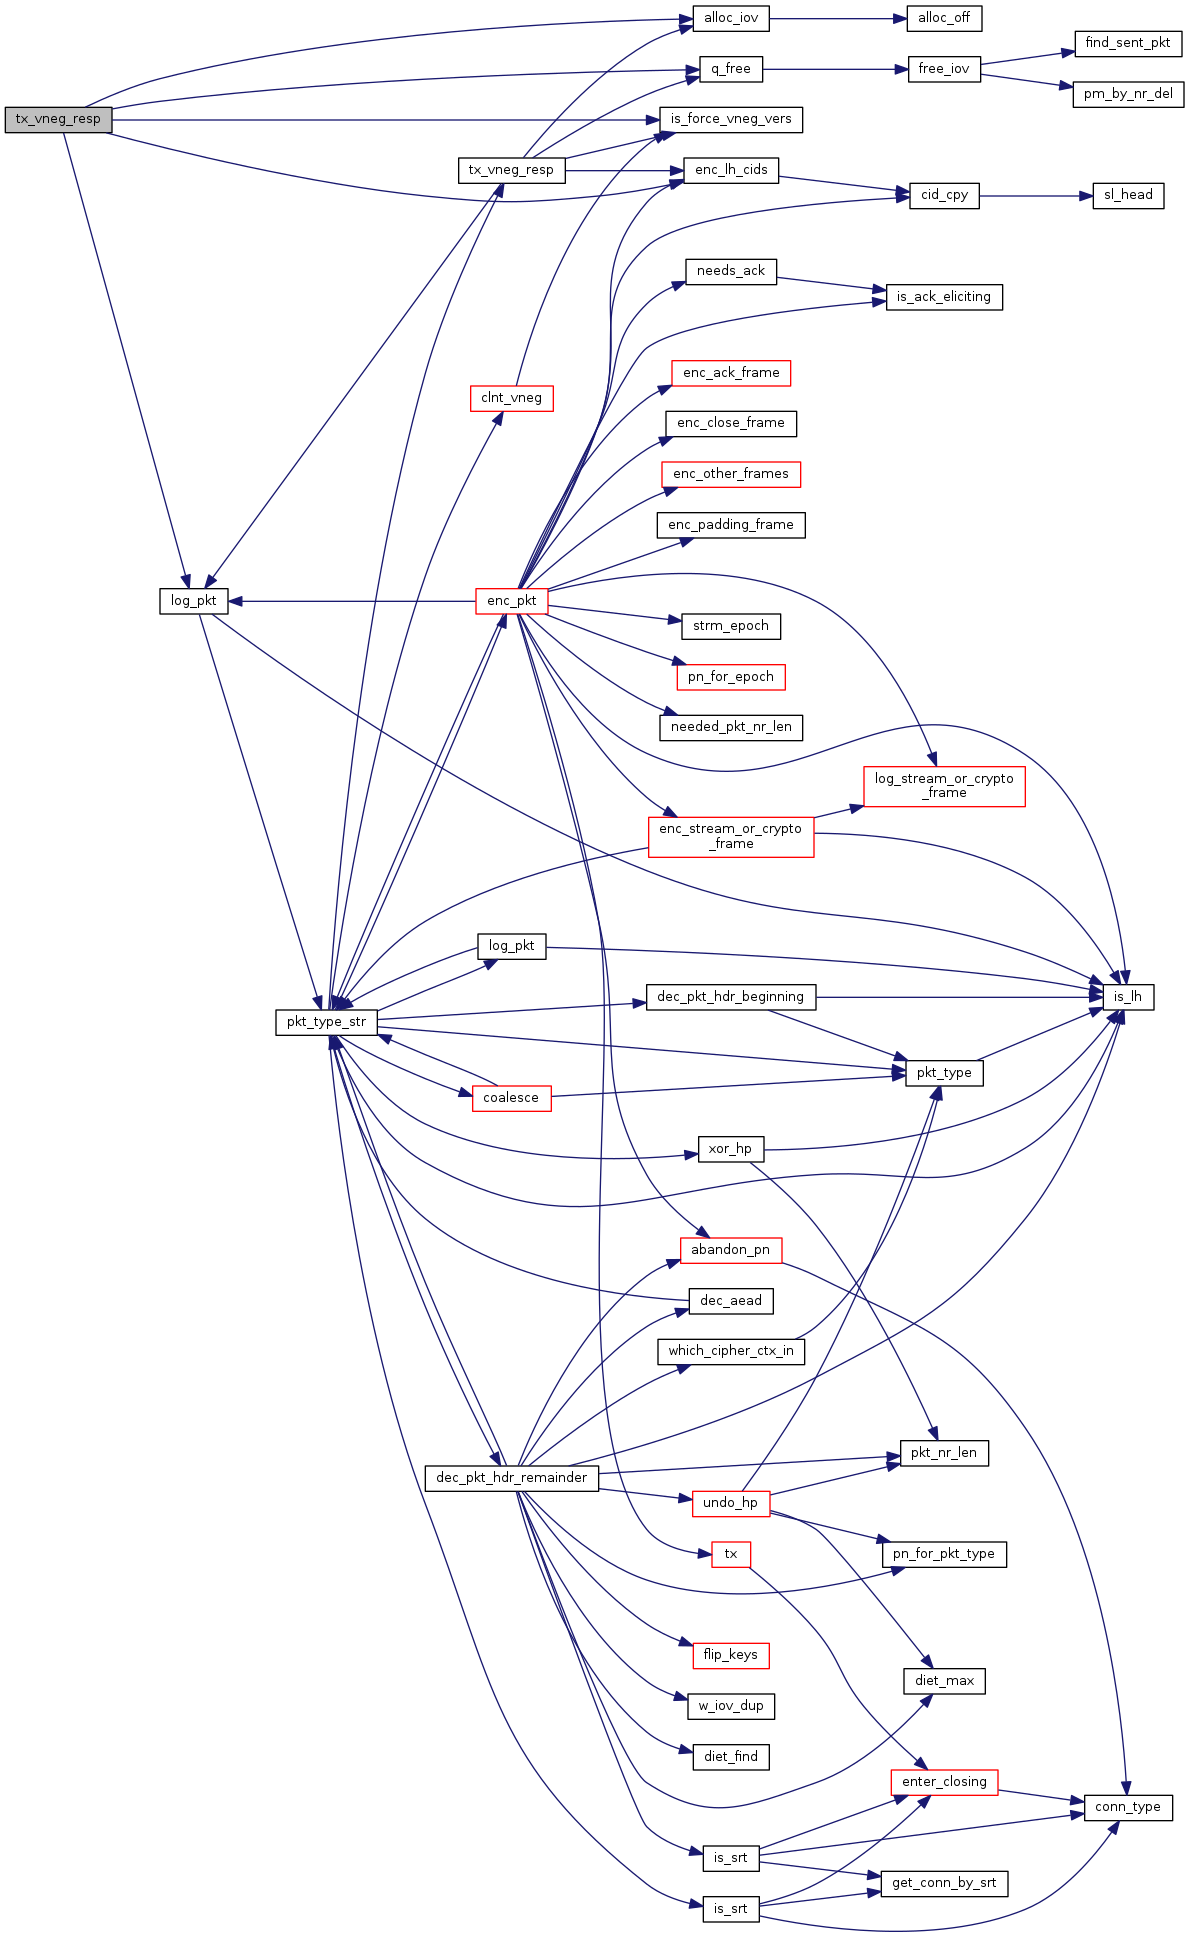 alloc_iov
alloc_off
find_sent_pkt
q_free
free_iov
pm_by_nr_del
tx_vneg_resp
is_force_vneg_vers
tx_vneg_resp
enc_lh_cids
cid_cpy
sl_head
needs_ack
is_ack_eliciting
enc_ack_frame
clnt_vneg
enc_close_frame
enc_other_frames
enc_padding_frame
log_pkt
enc_pkt
strm_epoch
pn_for_epoch
needed_pkt_nr_len
log_stream_or_crypto
_frame
enc_stream_or_crypto
_frame
log_pkt
dec_pkt_hdr_beginning
is_lh
pkt_type_str
pkt_type
coalesce
xor_hp
abandon_pn
dec_aead
which_cipher_ctx_in
pkt_nr_len
dec_pkt_hdr_remainder
undo_hp
tx
pn_for_pkt_type
flip_keys
diet_max
w_iov_dup
diet_find
enter_closing
conn_type
is_srt
get_conn_by_srt
is_srt